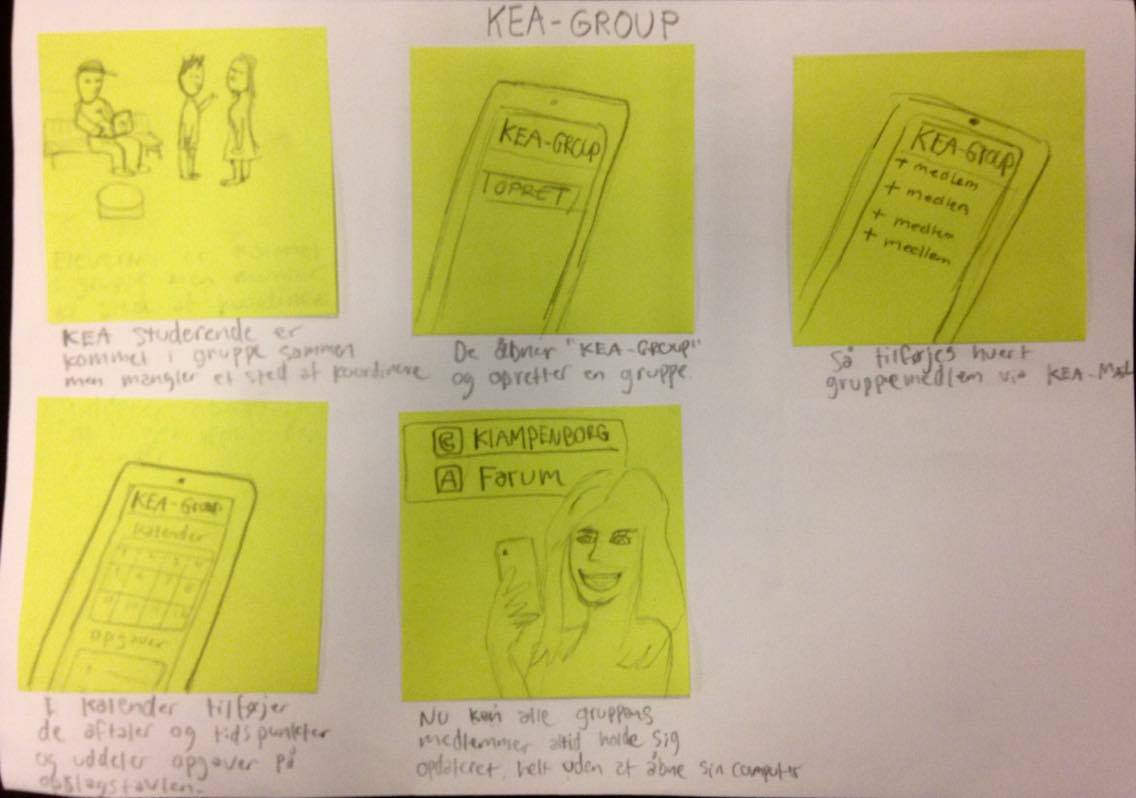 KEA-GROUP
KEA studerende er
kommet i gruppe sammen
men mangler et sted at koordinere
KEA-GROUP
OPRET
De åbner "KEA-GROUP"
og opretter en gruppe.
KEA-GROUP
+ medlem
+ medlem
+ medlem
+ medlem
Så tilføjes hvert
gruppemedlem via KEA-MAIL
KEA-GROUP
Kalender
opgaver
I kalender tilføjer
de aftaler og tidspunkter
og uddeler opgaver på
opslagstavlen.
C KLAMPENBORG
A Forum
Nu kan alle gruppens
medlemmer altid holde sig
opdateret, helt uden at åbne sin computer